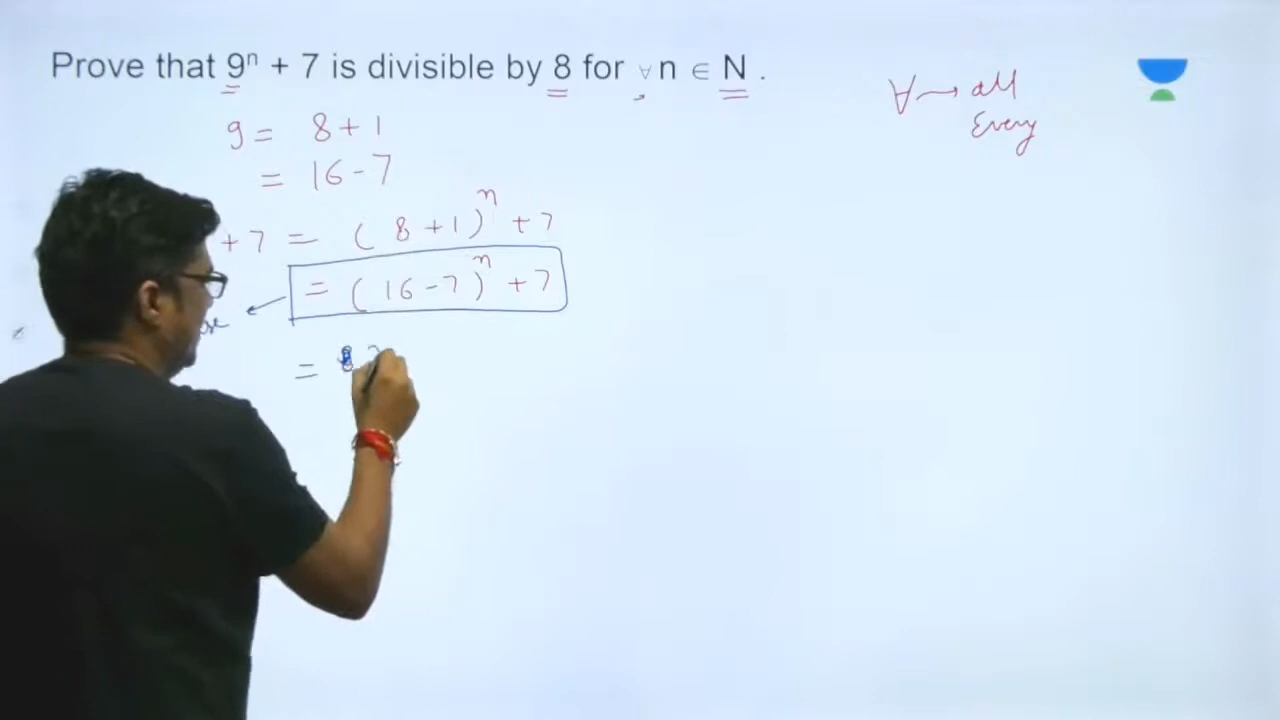 Prove that 9ⁿ + 7 is divisible by 8 for ∀ n ∈ N .
∀ → all
Every
9 = 8 + 1
= 16 - 7
+ 7 = ( 8 + 1 )ⁿ + 7
= ( 16 - 7 )ⁿ + 7
= 8